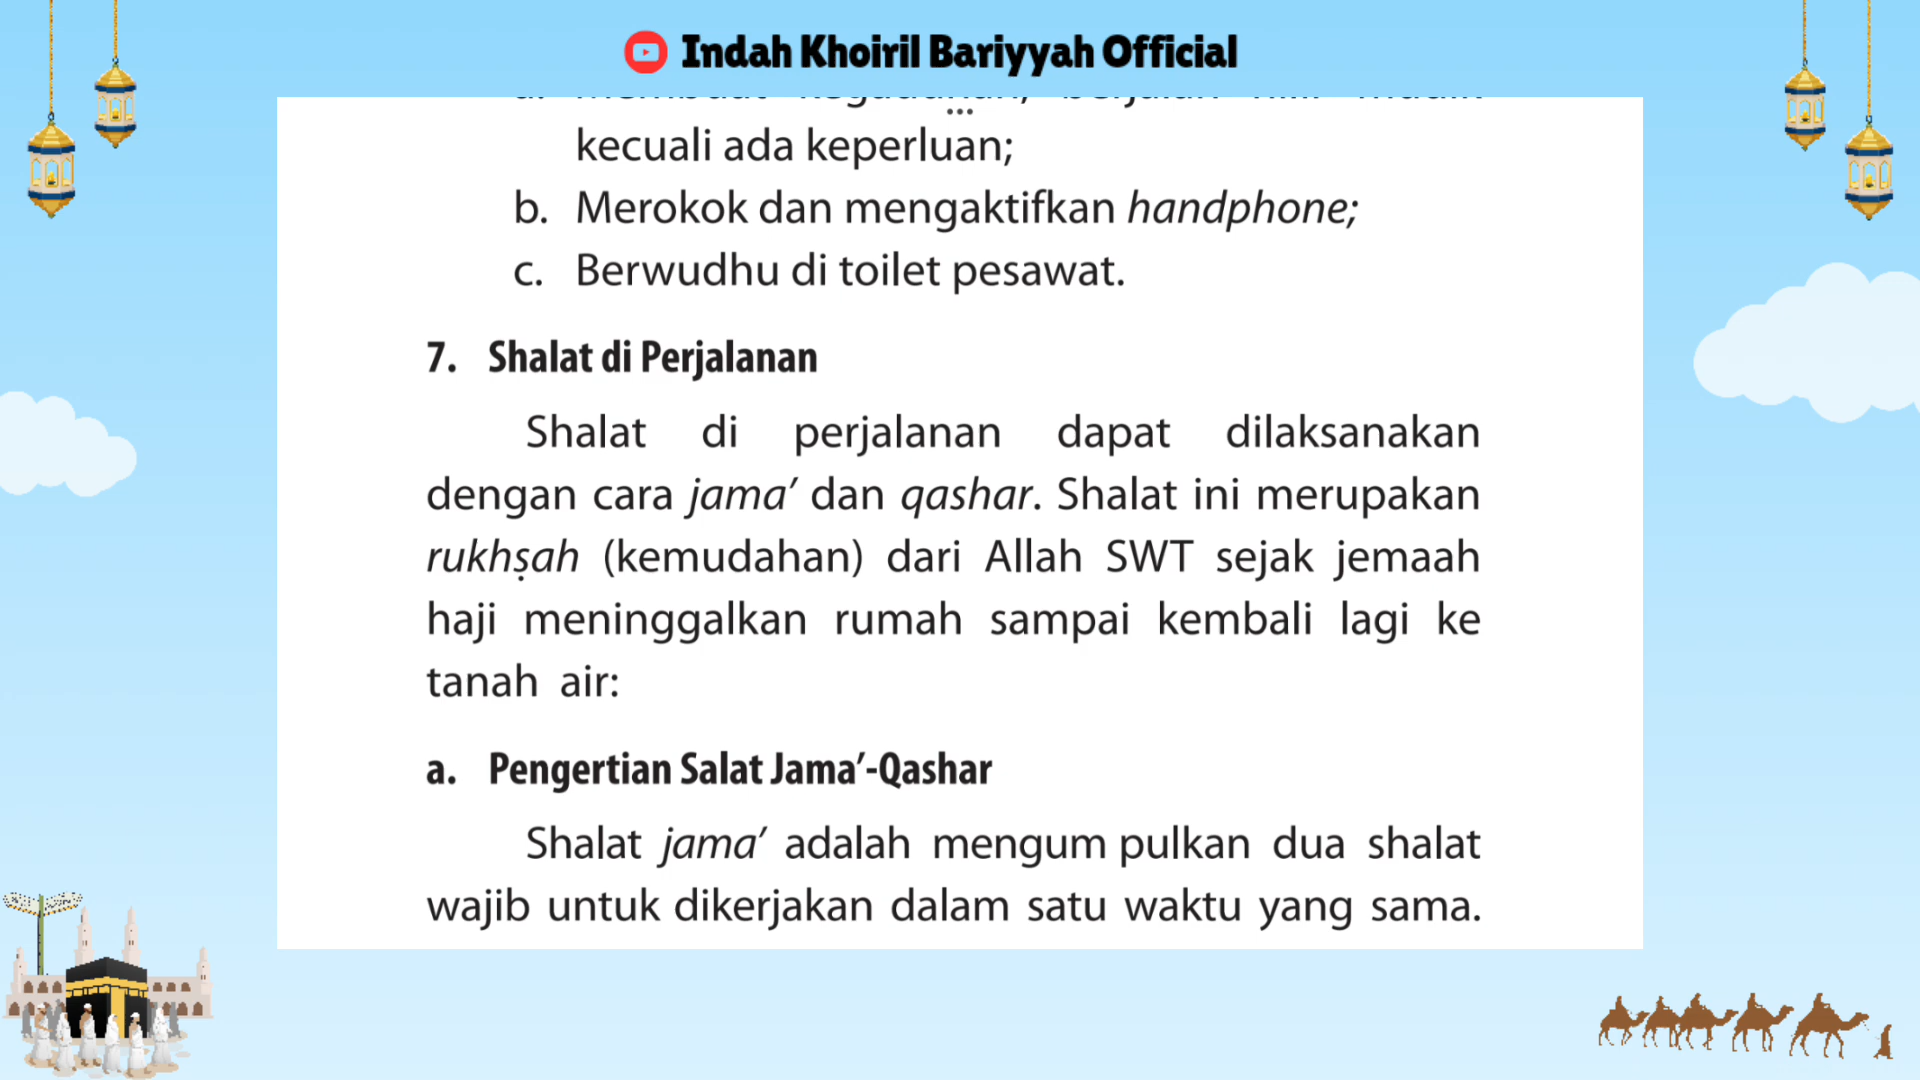 Indah Khoiril Bariyyah Official
kecuali ada keperluan;
b. Merokok dan mengaktifkan handphone;
c. Berwudhu di toilet pesawat.
7. Shalat di Perjalanan
Shalat di perjalanan dapat dilaksanakan
dengan cara jama’ dan qashar. Shalat ini merupakan
rukhṣah (kemudahan) dari Allah SWT sejak jemaah
haji meninggalkan rumah sampai kembali lagi ke
tanah air:
a. Pengertian Salat Jama’-Qashar
Shalat jama’ adalah mengum pulkan dua shalat
wajib untuk dikerjakan dalam satu waktu yang sama.